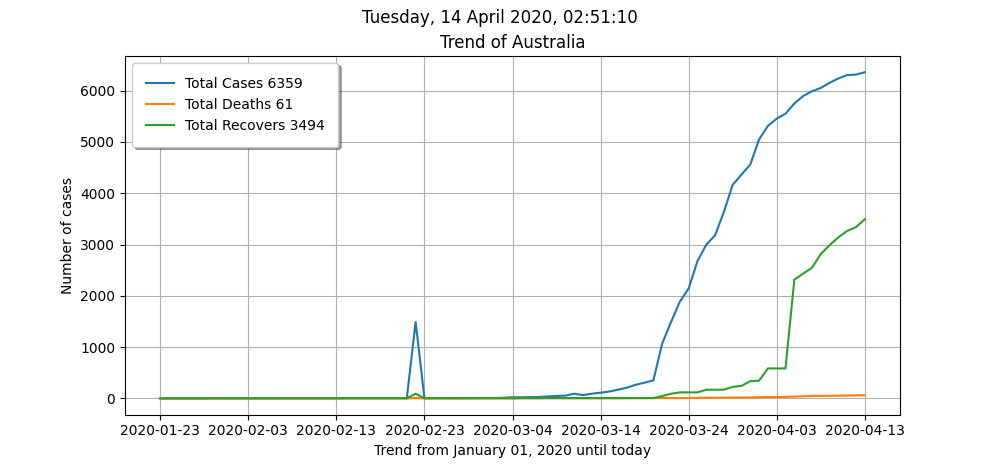 Tuesday, 14 April 2020, 02:51:10
Trend of Australia
Total Cases 6359
Total Deaths 61
Total Recovers 3494
Number of cases
6000
5000
4000
3000
2000
1000
0
2020-01-23 2020-02-03 2020-02-13 2020-02-23 2020-03-04 2020-03-14 2020-03-24 2020-04-03 2020-04-13
Trend from January 01, 2020 until today